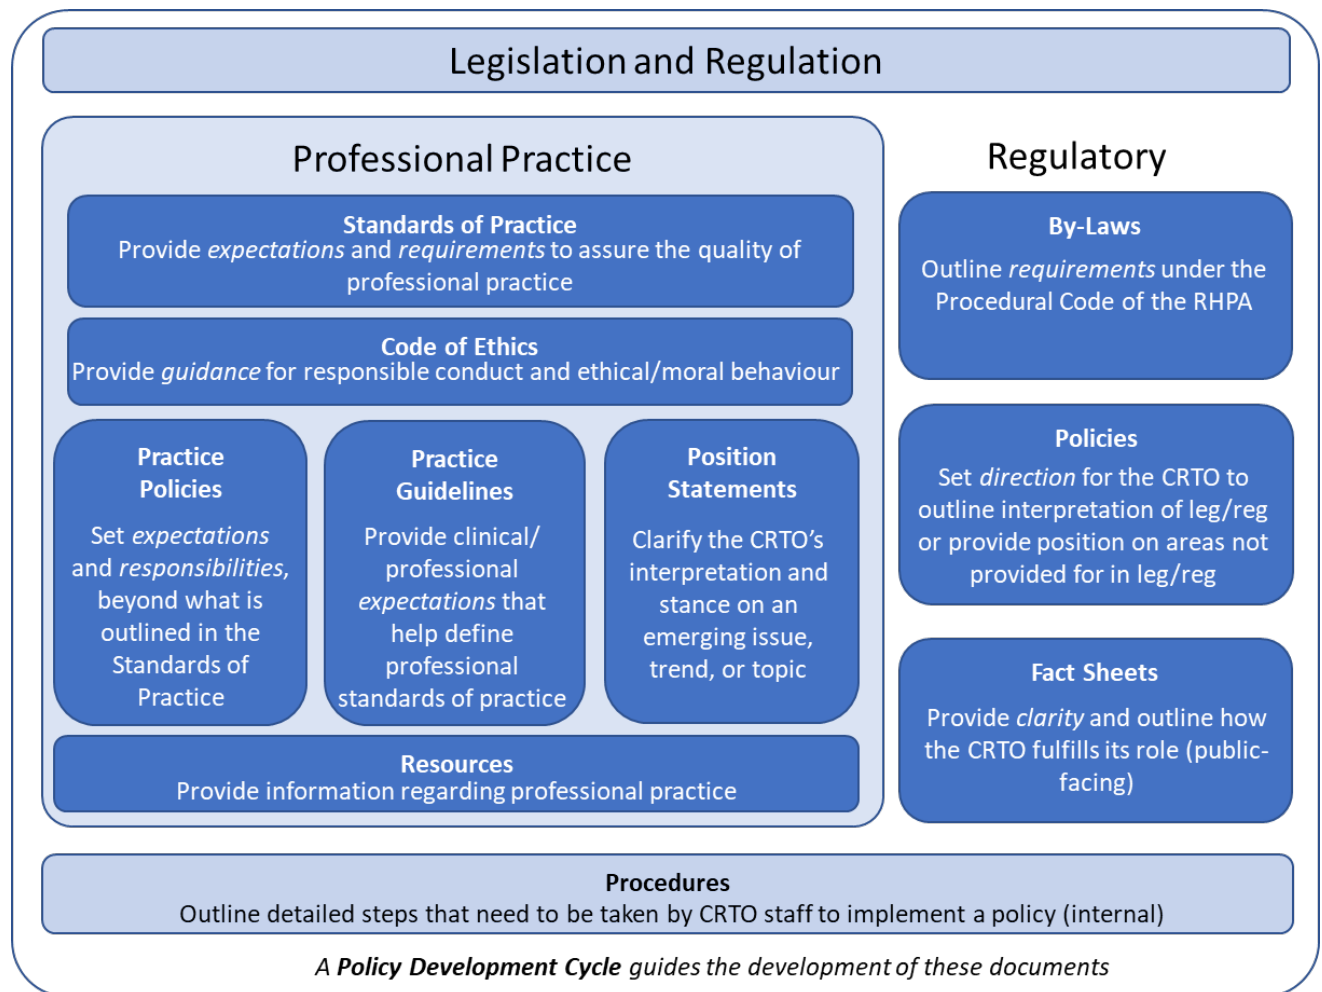 Legislation and Regulation
Professional Practice
Standards of Practice
Provide expectations and requirements to assure the quality of
professional practice
Code of Ethics
Provide guidance for responsible conduct and ethical/moral behaviour
Practice
Policies
Set expectations
and responsibilities,
beyond what is
outlined in the
Standards of
Practice
Practice
Guidelines
Provide clinical/
professional
expectations that
help define
professional
standards of practice
Position
Statements
Clarify the CRTO’s
interpretation and
stance on an
emerging issue,
trend, or topic
Resources
Provide information regarding professional practice
Regulatory
By-Laws
Outline requirements under the
Procedural Code of the RHPA
Policies
Set direction for the CRTO to
outline interpretation of leg/reg
or provide position on areas not
provided for in leg/reg
Fact Sheets
Provide clarity and outline how
the CRTO fulfills its role (public-
facing)
Procedures
Outline detailed steps that need to be taken by CRTO staff to implement a policy (internal)
A Policy Development Cycle guides the development of these documents